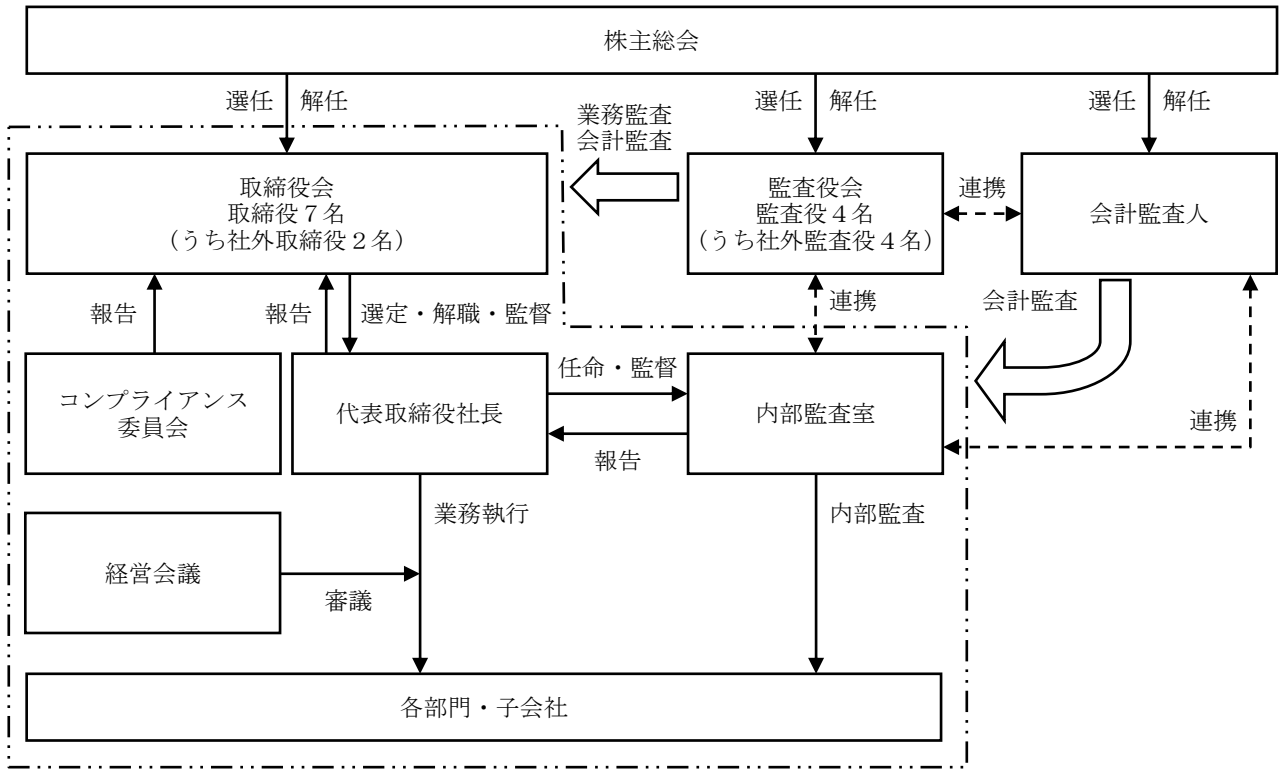 株主総会
選任
解任
選任
解任
選任
解任
業務監査
会計監査
取締役会
取締役7名
(うち社外取締役2名)
監査役会
監査役4名
(うち社外監査役4名)
連携
会計監査人
報告
報告
選定・解職・監督
連携
会計監査
コンプライアンス
委員会
代表取締役社長
任命・監督
報告
内部監査室
連携
業務執行
内部監査
経営会議
審議
各部門・子会社